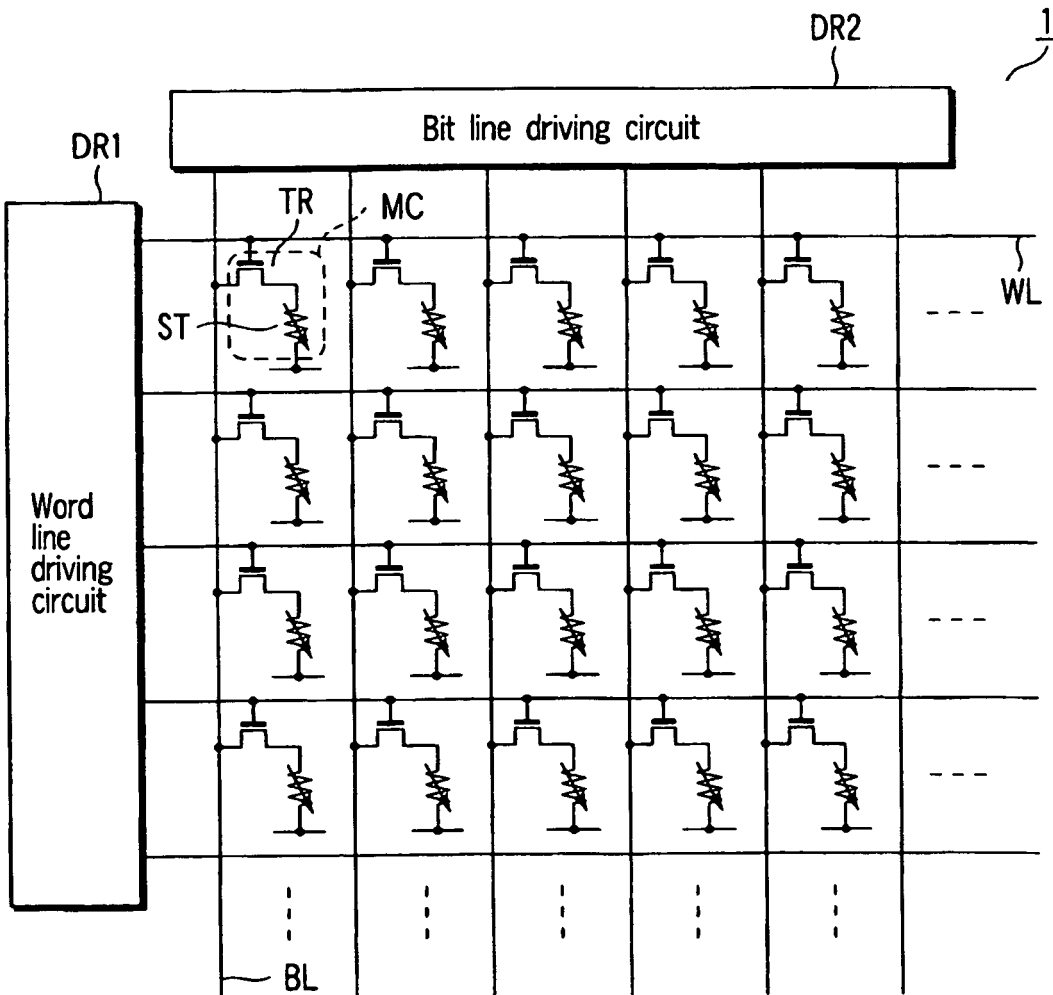 1
DR2
Bit line driving circuit
DR1
TR
MC
WL
ST
Word
line
driving
circuit
BL